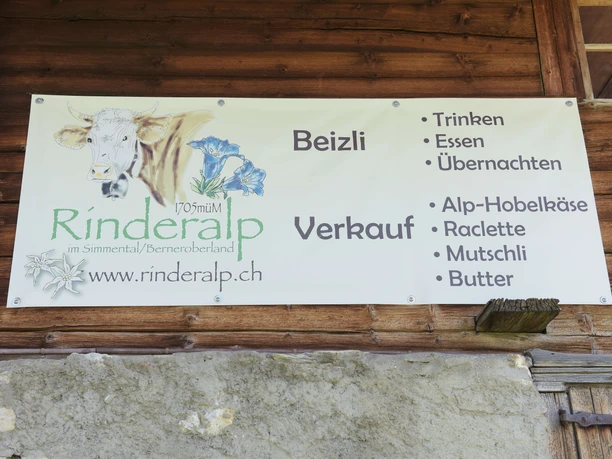 1705müM
Rinderalp
im Simmental/Berneroberland
www.rinderalp.ch
Beizli
• Trinken
• Essen
• Übernachten
Verkauf
• Alp-Hobelkäse
• Raclette
• Mutschli
• Butter